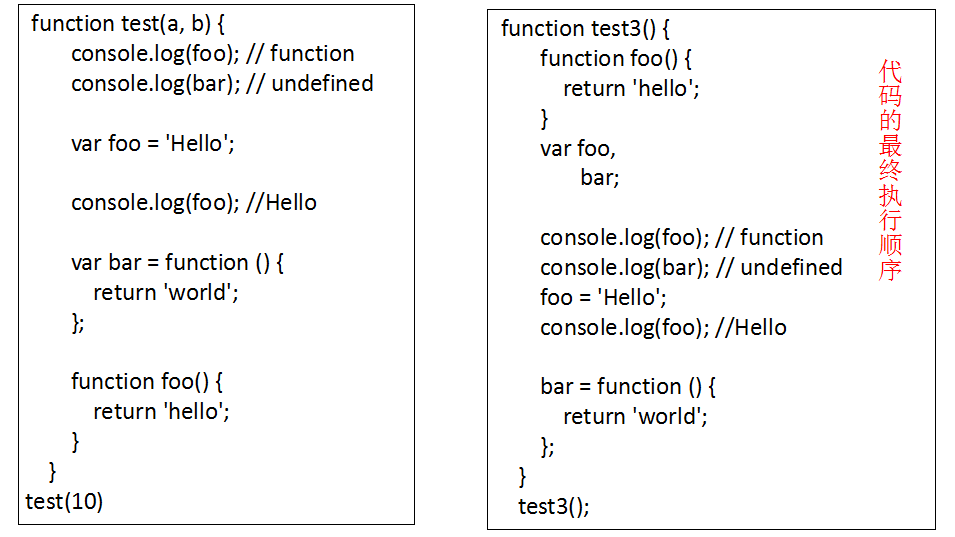 function test(a, b) {
console.log(foo); // function
console.log(bar); // undefined
var foo = 'Hello';
console.log(foo); //Hello
var bar = function () {
return 'world';
};
function foo() {
return 'hello';
}
}
test(10)
function test3() {
function foo() {
return 'hello';
}
var foo,
bar;
console.log(foo); // function
console.log(bar); // undefined
foo = 'Hello';
console.log(foo); //Hello
bar = function () {
return 'world';
};
}
test3();
代码的最终执行顺序